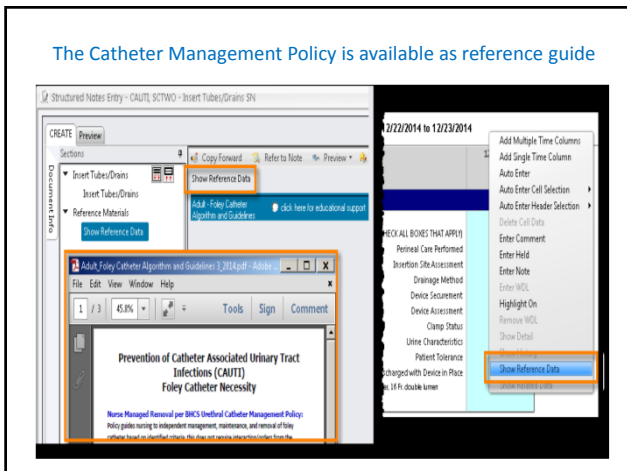 The Catheter Management Policy is available as reference guide
Structured Notes Entry - CAUTI, SCTWO - Insert Tubes/Drains SN
CREATE Preview
Sections
Copy Forward Refer to Note Preview
Document Info
Insert Tubes/Drains
Insert Tubes/Drains
Reference Materials
Show Reference Data
Show Reference Data
Adult - Foley Catheter
Algorithm and Guidelines
click here for educational support
Adult_Foley Catheter Algorithm and Guidelines 3_2014.pdf - Adobe ...
File Edit View Window Help
1 / 3 45.8% Tools Sign Comment
Prevention of Catheter Associated Urinary Tract
Infections (CAUTI)
Foley Catheter Necessity
Nurse Managed Removal per BHCS Urethral Catheter Management Policy:
Policy guides nursing to independent management, maintenance, and removal of foley
catheter based on identified criteria, this does not require interaction/orders from the
12/22/2014 to 12/23/2014
HECK ALL BOXES THAT APPLY)
Perineal Care Performed
Insertion Site Assessment
Drainage Method
Device Securement
Device Assessment
Clamp Status
Urine Characteristics
Patient Tolerance
scharged with Device in Place
16 Fr. double lumen
Add Multiple Time Columns
Add Single Time Column
Auto Enter
Auto Enter Cell Selection
Auto Enter Header Selection
Delete Cell Data
Enter Comment
Enter Held
Enter Note
Enter WDL
Highlight On
Remove WDL
Show Detail
Show History
Show Reference Data
Show Related Data